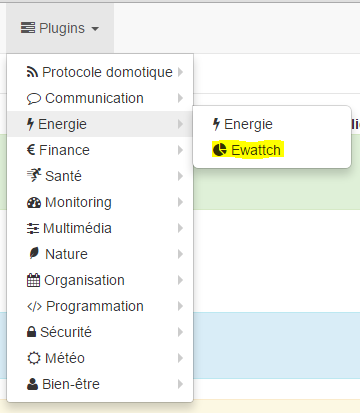 Plugins
Protocole domotique
Communication
Energie
Energie
Ewattch
Finance
Santé
Monitoring
Multimédia
Nature
Organisation
Programmation
Sécurité
Météo
Bien-être